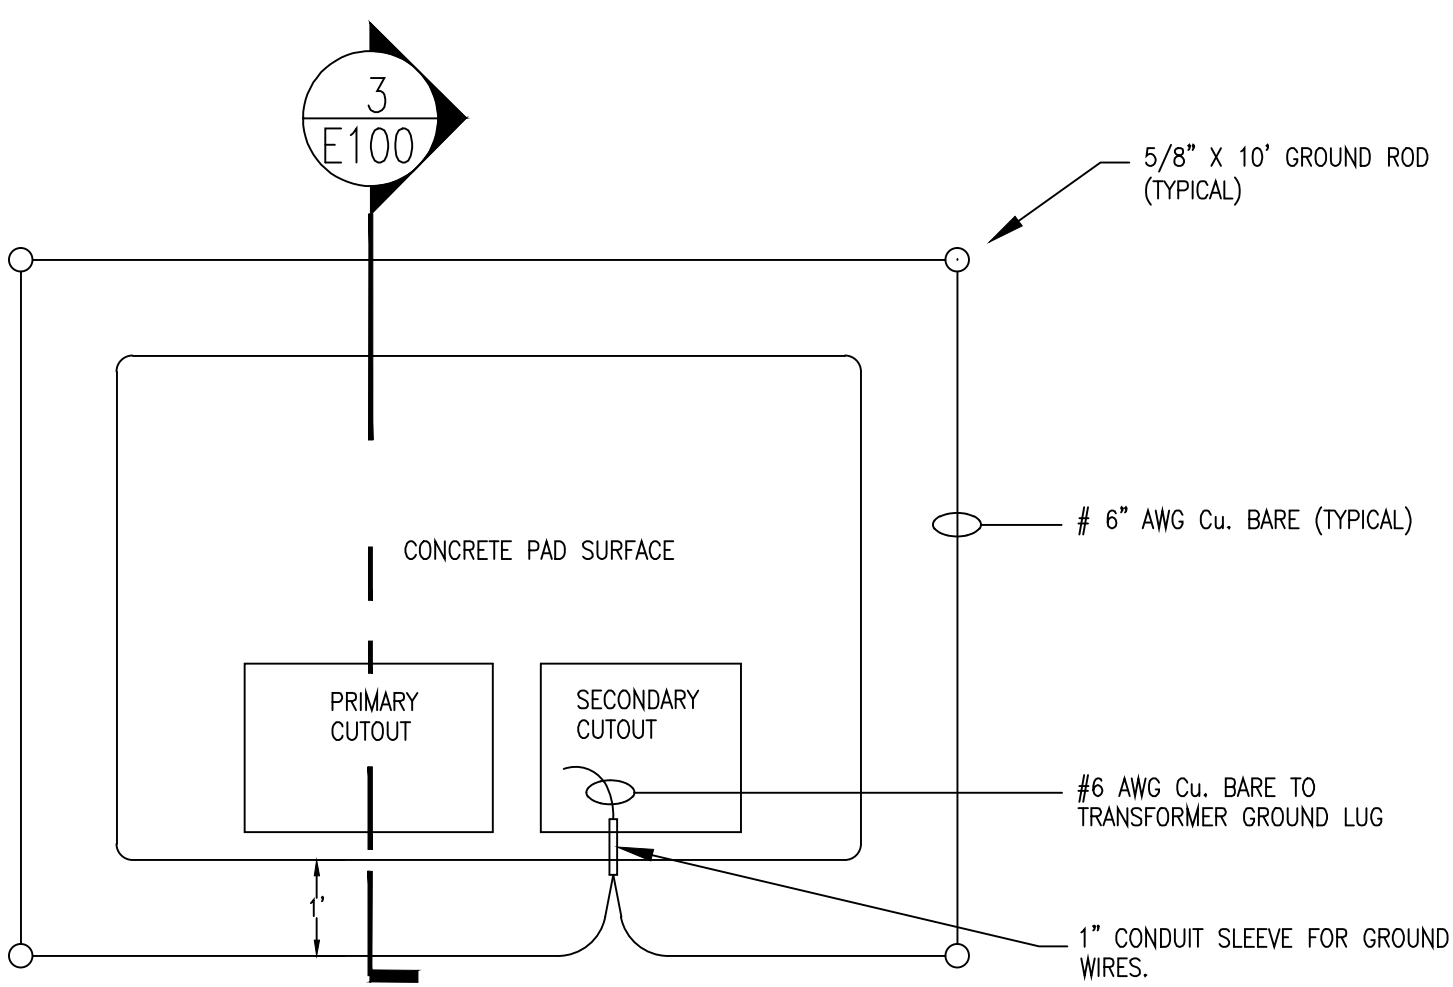 3
E100
5/8" X 10' GROUND ROD
(TYPICAL)
# 6" AWG Cu. BARE (TYPICAL)
CONCRETE PAD SURFACE
PRIMARY
CUTOUT
SECONDARY
CUTOUT
#6 AWG Cu. BARE TO
TRANSFORMER GROUND LUG
1'
1" CONDUIT SLEEVE FOR GROUND
WIRES.